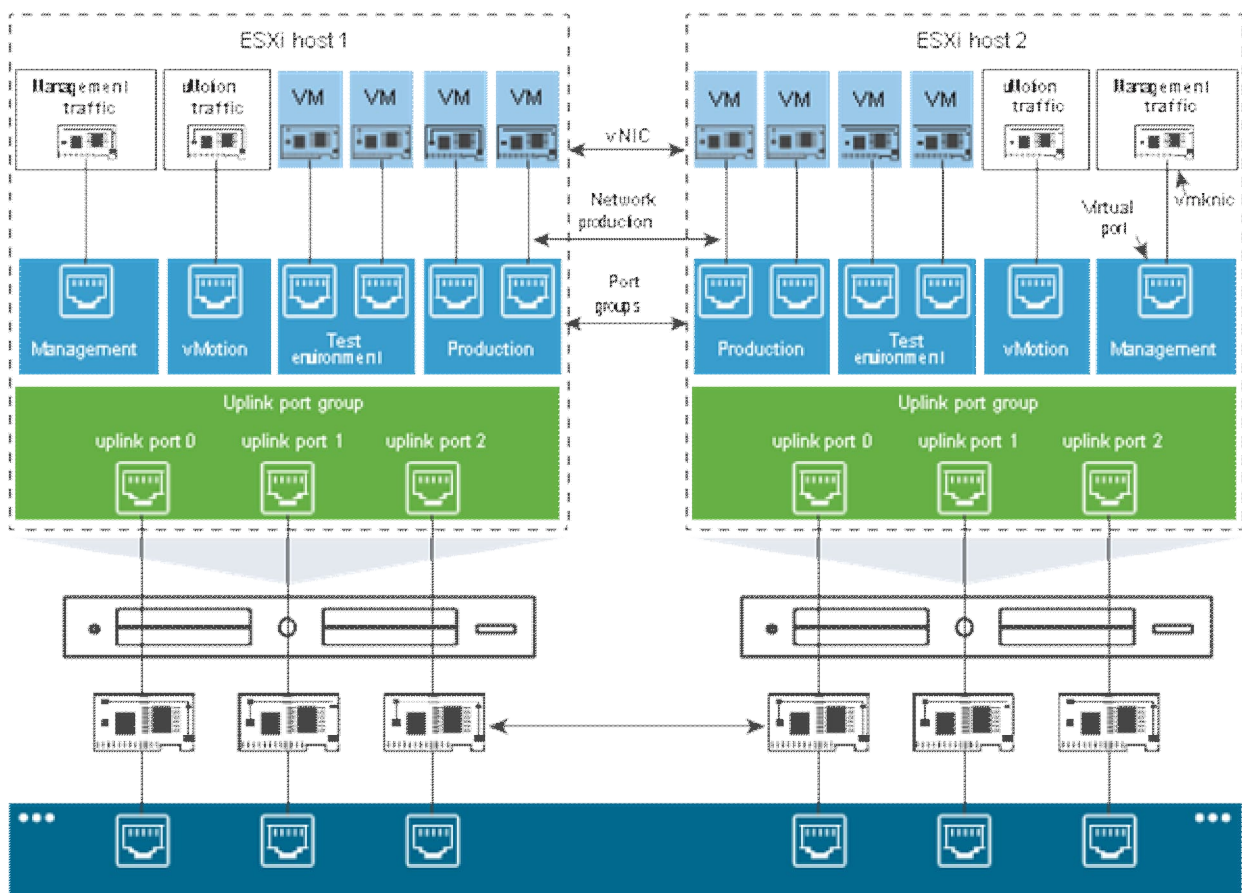 ESXi host 1
ESXi host 2
Management
traffic
vMotion
traffic
VM
VM
VM
VM
vNIC
VM
VM
VM
VM
vMotion
traffic
Management
traffic
vmknic
Network
production
Virtual
port
Port
groups
Management
vMotion
Test
environment
Production
Production
Test
environment
vMotion
Management
Uplink port group
uplink port 0
uplink port 1
uplink port 2
Uplink port group
uplink port 0
uplink port 1
uplink port 2